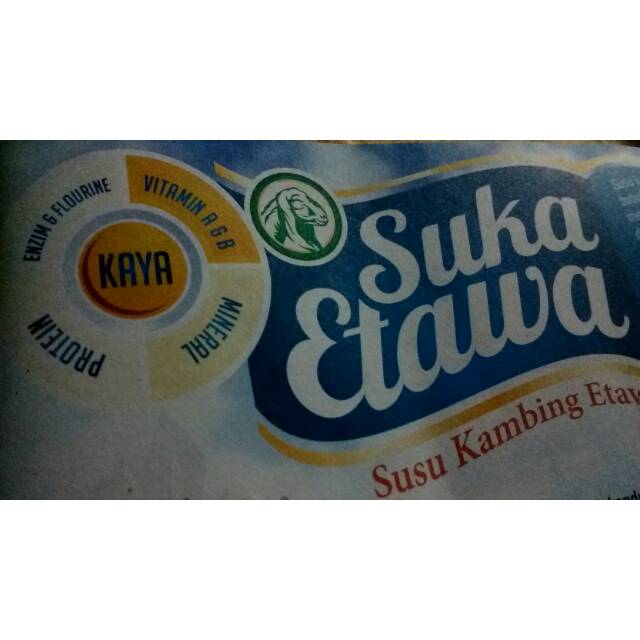 ENZIM & FLOURINE
VITAMIN A & B
KAYA
PROTEIN
MINERAL
Suka
Etawa
Susu Kambing Etaw